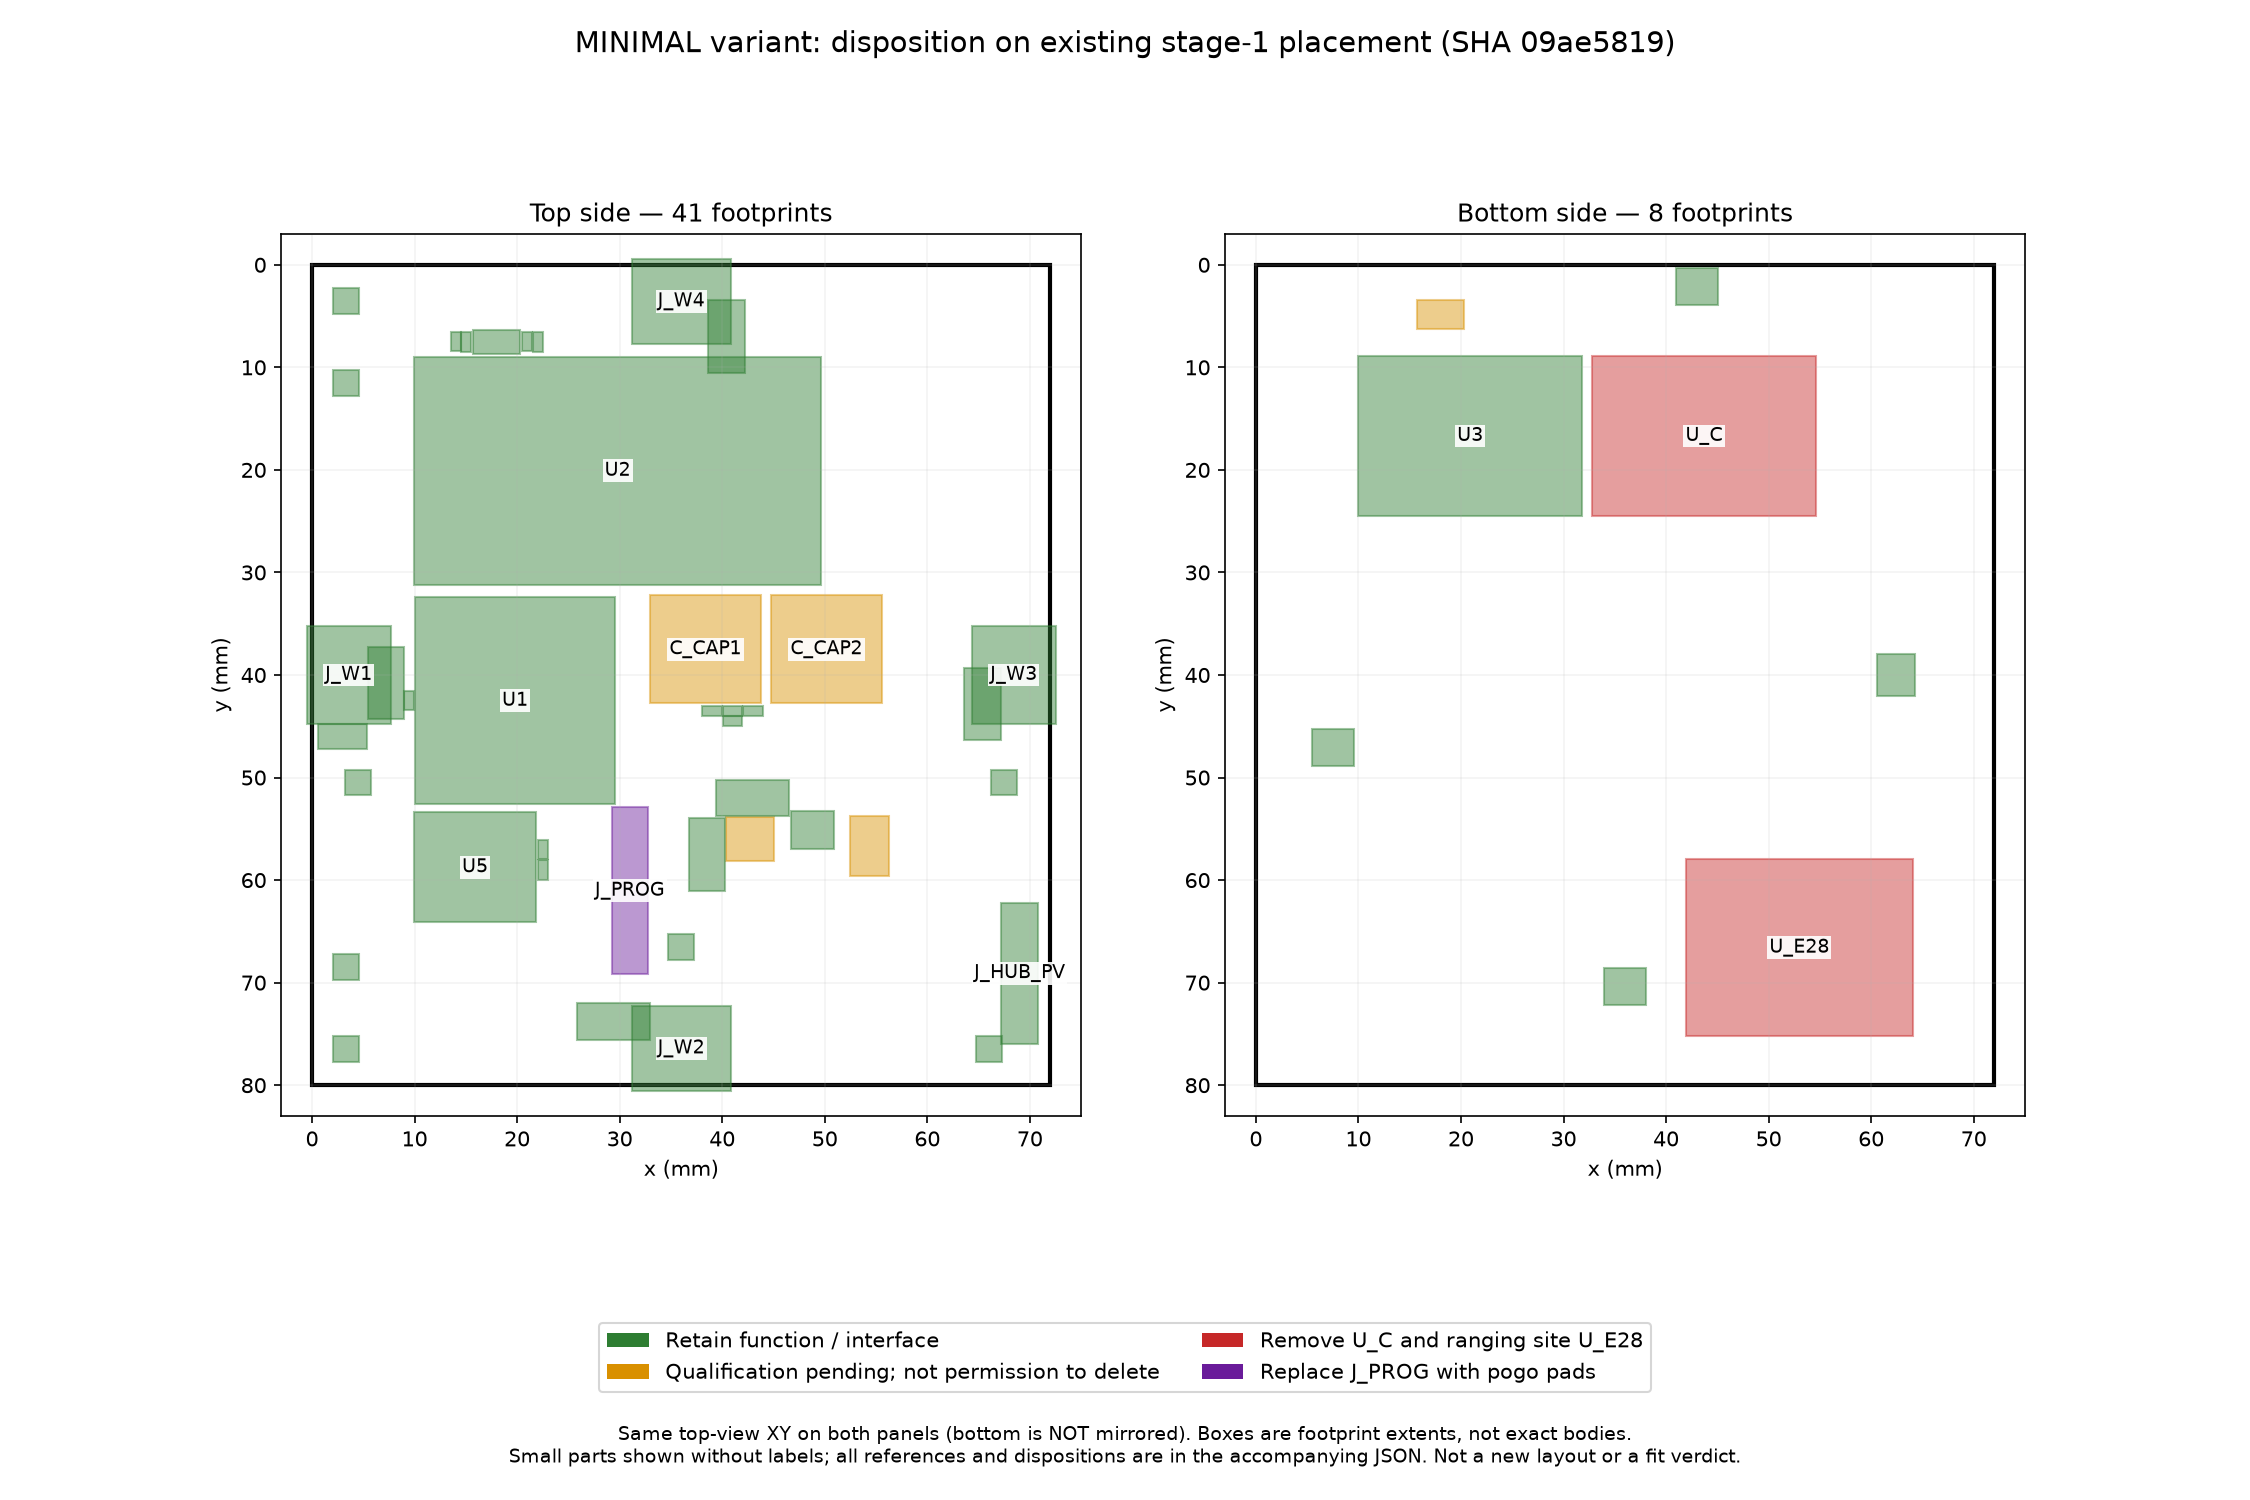 MINIMAL variant: disposition on existing stage-1 placement (SHA 09ae5819)
Top side — 41 footprints
0
10
20
30
40
50
60
70
80
y (mm)
J_W4
U2
C_CAP1
C_CAP2
J_W1
J_W3
U1
U5
J_PROG
J_HUB_PV
J_W2
0
10
20
30
40
50
60
70
x (mm)
Bottom side — 8 footprints
0
10
20
30
40
50
60
70
80
y (mm)
U3
U_C
U_E28
0
10
20
30
40
50
60
70
x (mm)
Retain function / interface
Qualification pending; not permission to delete
Remove U_C and ranging site U_E28
Replace J_PROG with pogo pads
Same top-view XY on both panels (bottom is NOT mirrored). Boxes are footprint extents, not exact bodies.
Small parts shown without labels; all references and dispositions are in the accompanying JSON. Not a new layout or a fit verdict.